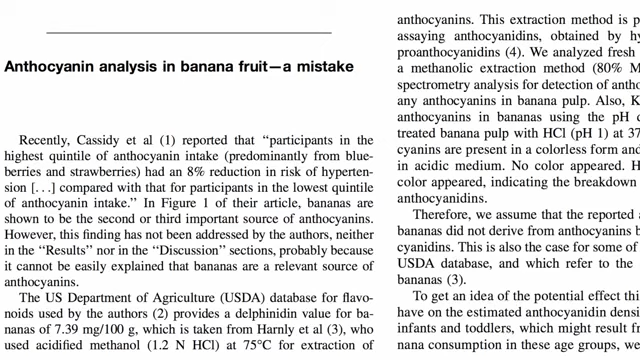 Anthocyanin analysis in banana fruit—a mistake
Recently, Cassidy et al (1) reported that “participants in the
highest quintile of anthocyanin intake (predominantly from blue-
berries and strawberries) had an 8% reduction in risk of hyperten-
sion [. . .] compared with that for participants in the lowest quintile
of anthocyanin intake.” In Figure 1 of their article, bananas are
shown to be the second or third important source of anthocyanins.
However, this finding has not been addressed by the authors, neither
in the “Results” nor in the “Discussion” sections, probably because
it cannot be easily explained that bananas are a relevant source of
anthocyanins.
The US Department of Agriculture (USDA) database for flavo-
noids used by the authors (2) provides a delphinidin value for ba-
nanas of 7.39 mg/100 g, which is taken from Harnly et al (3), who
used acidified methanol (1.2 N HCl) at 75°C for extraction of
anthocyanins. This extraction method is p
assaying anthocyanidins, obtained by hy
proanthocyanidins (4). We analyzed fresh
a methanolic extraction method (80% M
spectrometry analysis for detection of antho
any anthocyanins in banana pulp. Also, K
anthocyanins in bananas using the pH d
treated banana pulp with HCl (pH 1) at 37
cyanins are present in a colorless form and
in acidic medium. No color appeared. H
color appeared, indicating the breakdown
anthocyanidins.
Therefore, we assume that the reported a
bananas did not derive from anthocyanins b
cyanidins. This is also the case for some of
USDA database, and which refer to the
bananas (3).
To get an idea of the potential effect thi
have on the estimated anthocyanidin densi
infants and toddlers, which might result f
nana consumption in these age groups, we